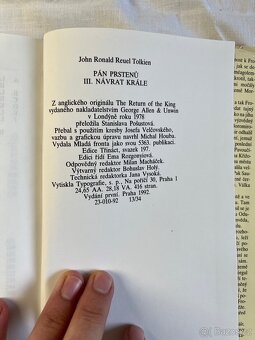 John Ronald Reuel Tolkien
PÁN PRSTENŮ
III. NÁVRAT KRÁLE
Z anglického originálu The Return of the King
vydaného nakladatelstvím George Allen & Unwin
v Londýně roku 1978
přeložila Stanislava Pošustová.
Přebal s použitím kresby Josefa Velčovského,
vazbu a grafickou úpravu navrhl Michal Houba.
Vydala Mladá fronta jako svou 5363. publikaci.
Edice Třináct, svazek 197.
Edici řídí Ema Rozgonyiová.
Odpovědný redaktor Milan Macháček.
Výtvarný redaktor Bohuslav Holý.
Technická redaktorka Jana Vysoká.
Vytiskla Typografie, s. p., Na poříčí 30, Praha 1
24,65 AA. 28,18 VA, 416 stran.
Vydání první. Praha 1992.
23-010-92 13/34